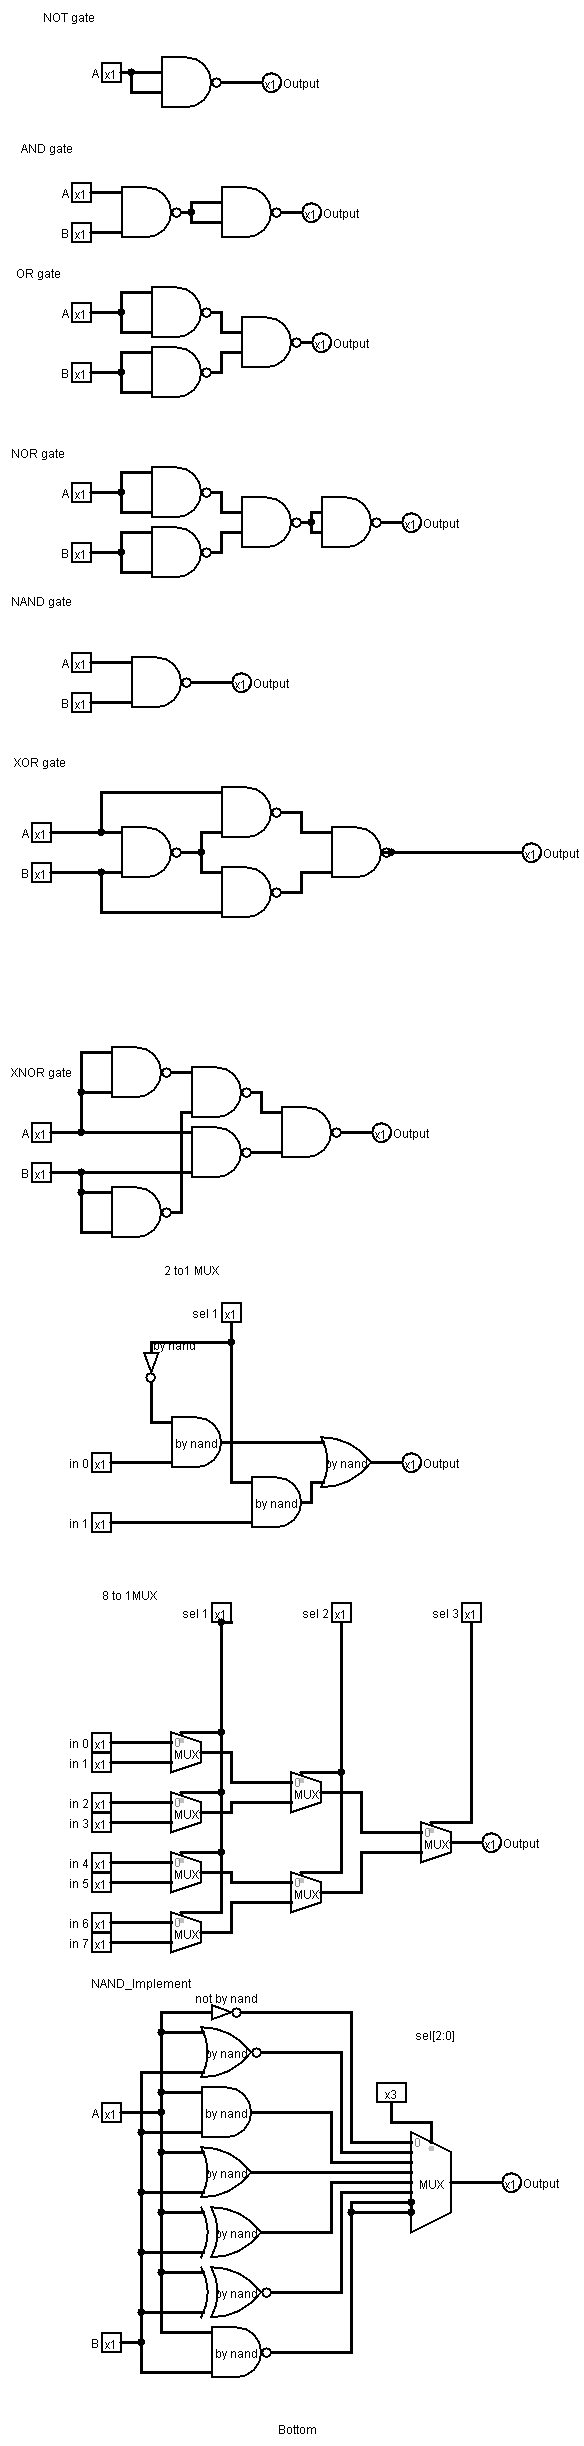 NOT gate
A x1 x1 Output
AND gate
A x1
B x1 x1 Output
OR gate
A x1
x1 Output
B x1
NOR gate
A x1
x1 Output
B x1
NAND gate
A x1
x1 Output
B x1
XOR gate
A x1
x1 Output
B x1
XNOR gate
A x1 x1 Output
B x1
2 to1 MUX
sel 1 x1
by nand
by nand
in 0 x1 by nand x1 Output
by nand
in 1 x1
8 to 1MUX
sel 1 x1 sel 2 x1 sel 3 x1
in 0 x1 0
in 1 x1 MUX
0
MUX
in 2 x1 0
in 3 x1 MUX
0
MUX x1 Output
in 4 x1 0
in 5 x1 MUX
0
MUX
in 6 x1 0
in 7 x1 MUX
NAND_Implement
not by nand
sel[2:0]
by nand
x3
A x1 by nand
0
by nand MUX x1 Output
by nand
by nand
B x1 by nand
Bottom